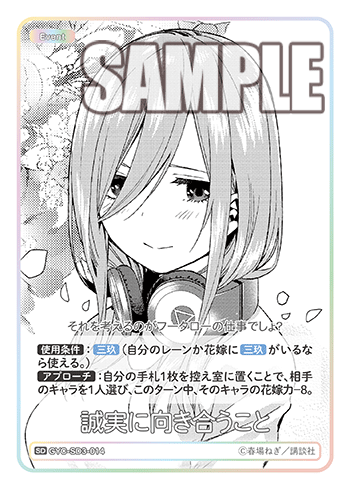 Event
SAMPLE
それを考えるのがフータローの仕事でしょ?
使用条件：三玖(自分のレーンか花嫁に 三玖 がいるな
ら使える。)
アプローチ：自分の手札1枚を控え室に置くことで、相手
のキャラを1人選び、このターン中、そのキャラの花嫁力-8。
誠実に向き合うこと
SD GYC-SD3-014
©春場ねぎ／講談社